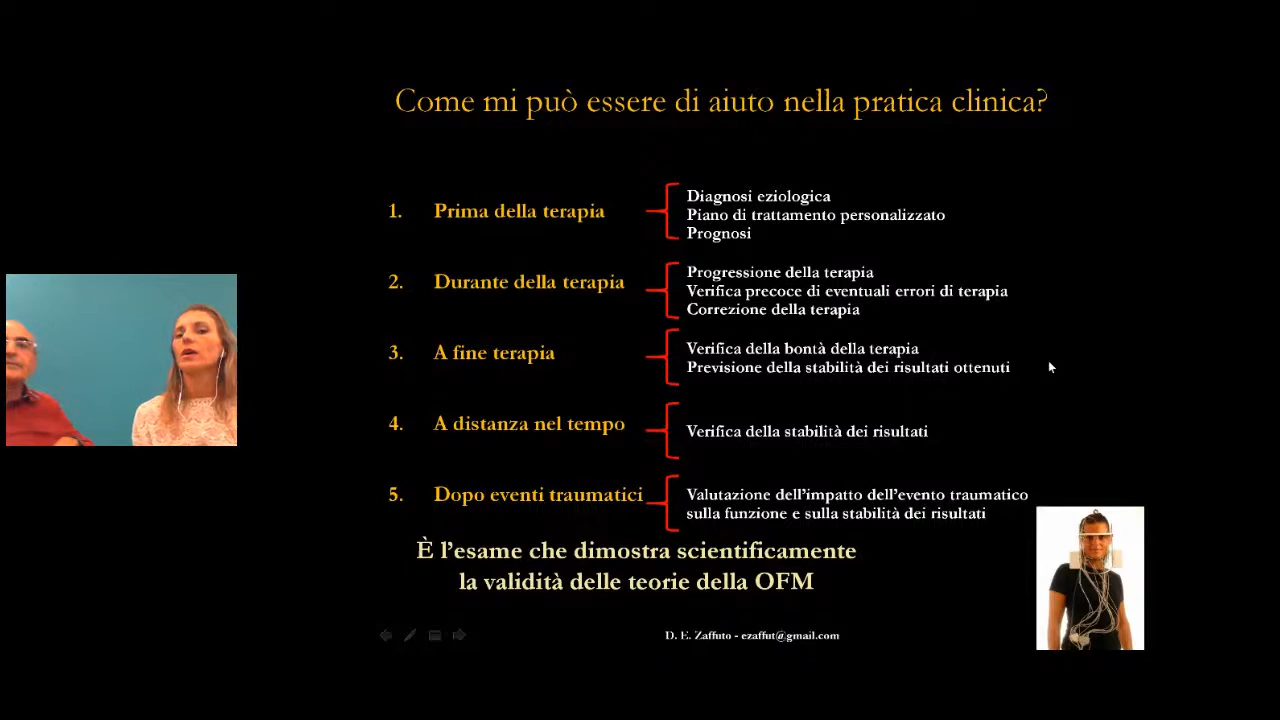 Come mi può essere di aiuto nella pratica clinica?
1. Prima della terapia
Diagnosi eziologica
Piano di trattamento personalizzato
Prognosi
2. Durante della terapia
Progressione della terapia
Verifica precoce di eventuali errori di terapia
Correzione della terapia
3. A fine terapia
Verifica della bontà della terapia
Previsione della stabilità dei risultati ottenuti
4. A distanza nel tempo
Verifica della stabilità dei risultati
5. Dopo eventi traumatici
Valutazione dell'impatto dell'evento traumatico
sulla funzione e sulla stabilità dei risultati
È l'esame che dimostra scientificamente
la validità delle teorie della OFM
D. E. Zaffuto - ezaffut@gmail.com